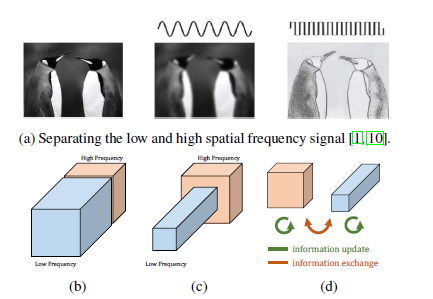 (a) Separating the low and high spatial frequency signal [1, 10].
High Frequency
High Frequency
Low Frequency
Low Frequency
information update
information exchange
(b)
(c)
(d)